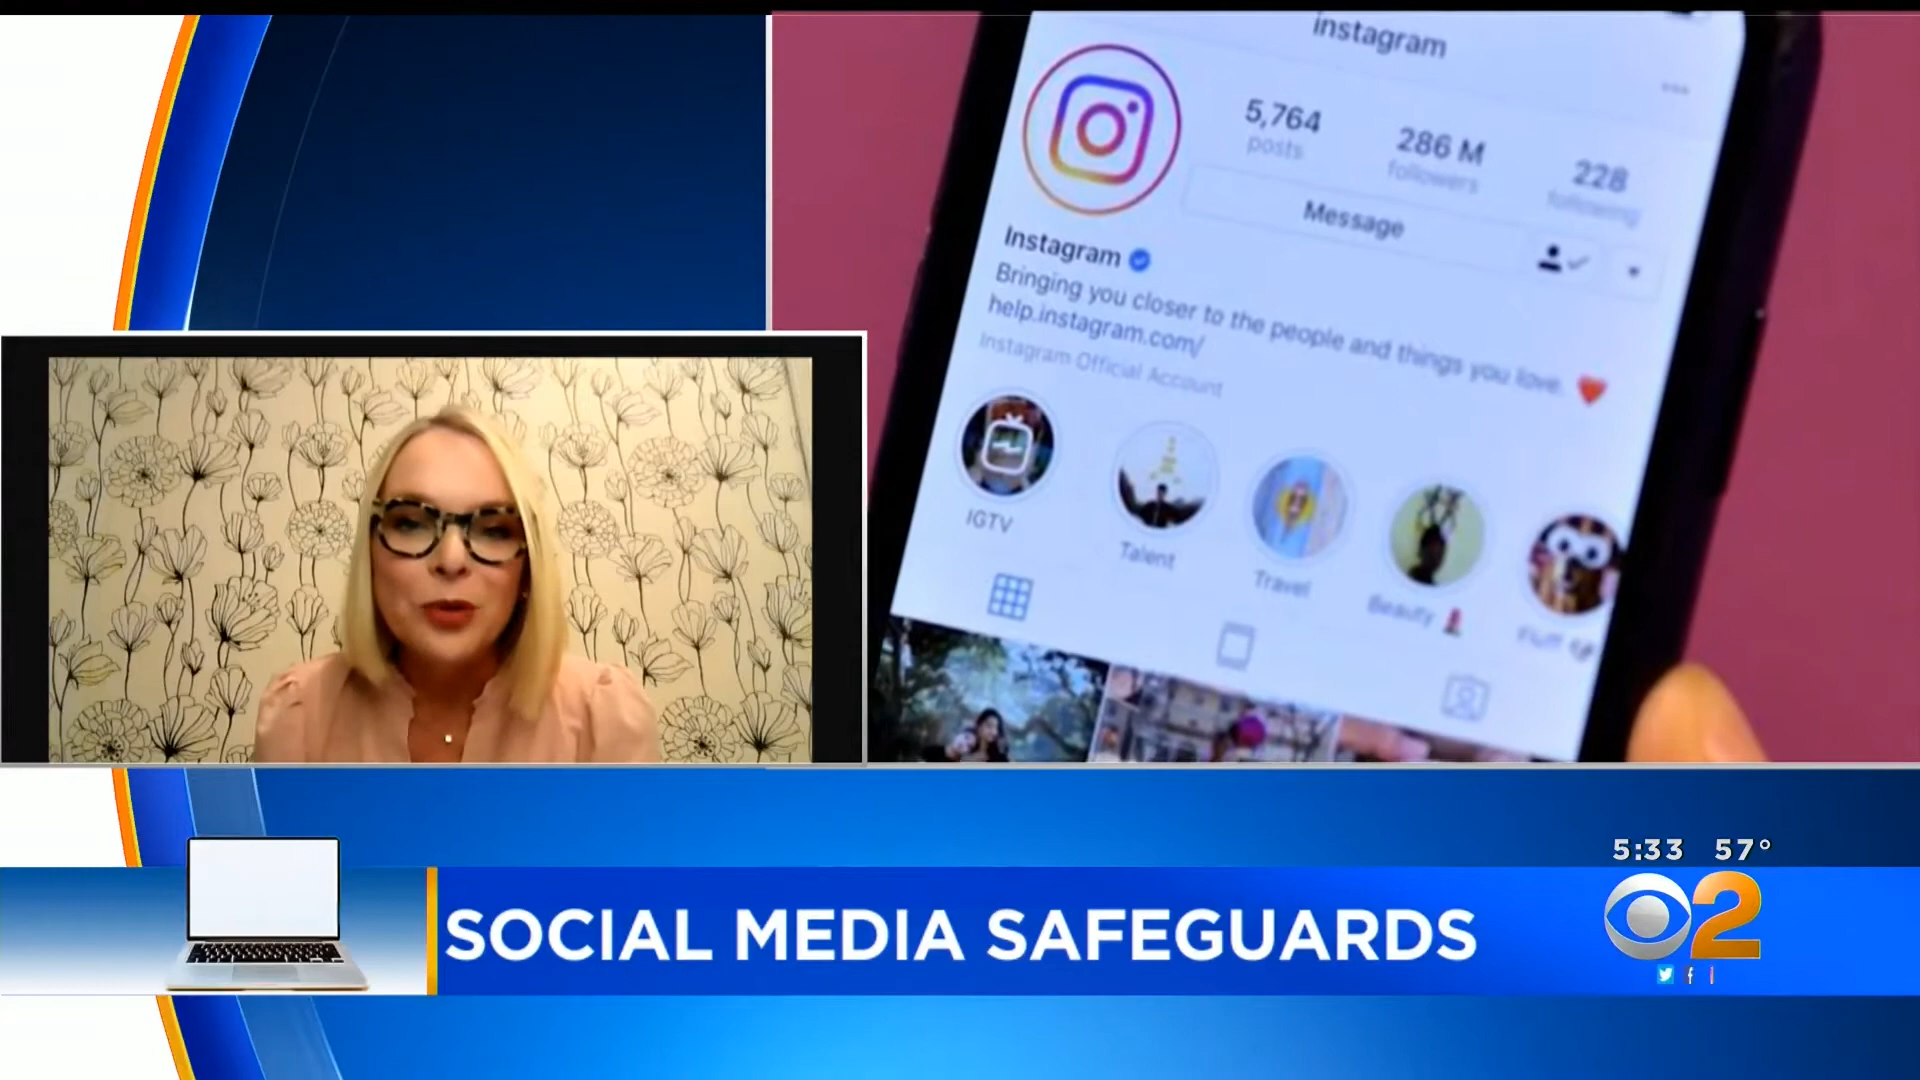 instagram
5,764
posts
286 M
followers
228
following
Message
Instagram
Bringing you closer to the people and things you love. ❤️
help.instagram.com/
Instagram Official Account
IGTV
Talent
Travel
Beauty 💄
Fluff
5:33 57°
SOCIAL MEDIA SAFEGUARDS
2